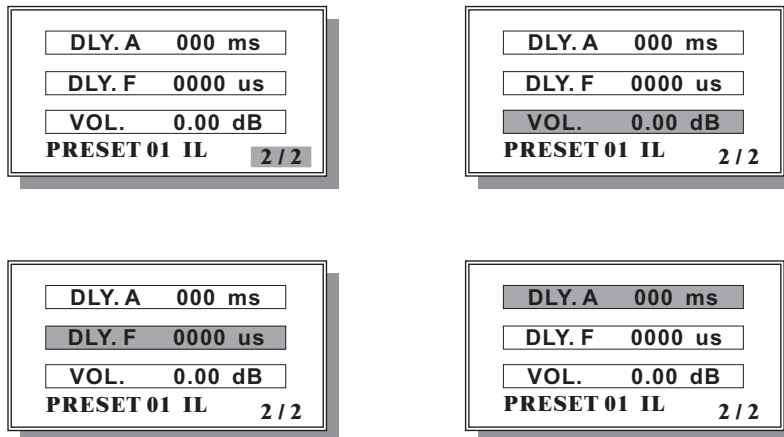 DLY. A 000 ms
DLY. F 0000 us
VOL. 0.00 dB
PRESET 01 IL 2 / 2
DLY. A 000 ms
DLY. F 0000 us
VOL. 0.00 dB
PRESET 01 IL 2 / 2
DLY. A 000 ms
DLY. F 0000 us
VOL. 0.00 dB
PRESET 01 IL 2 / 2
DLY. A 000 ms
DLY. F 0000 us
VOL. 0.00 dB
PRESET 01 IL 2 / 2